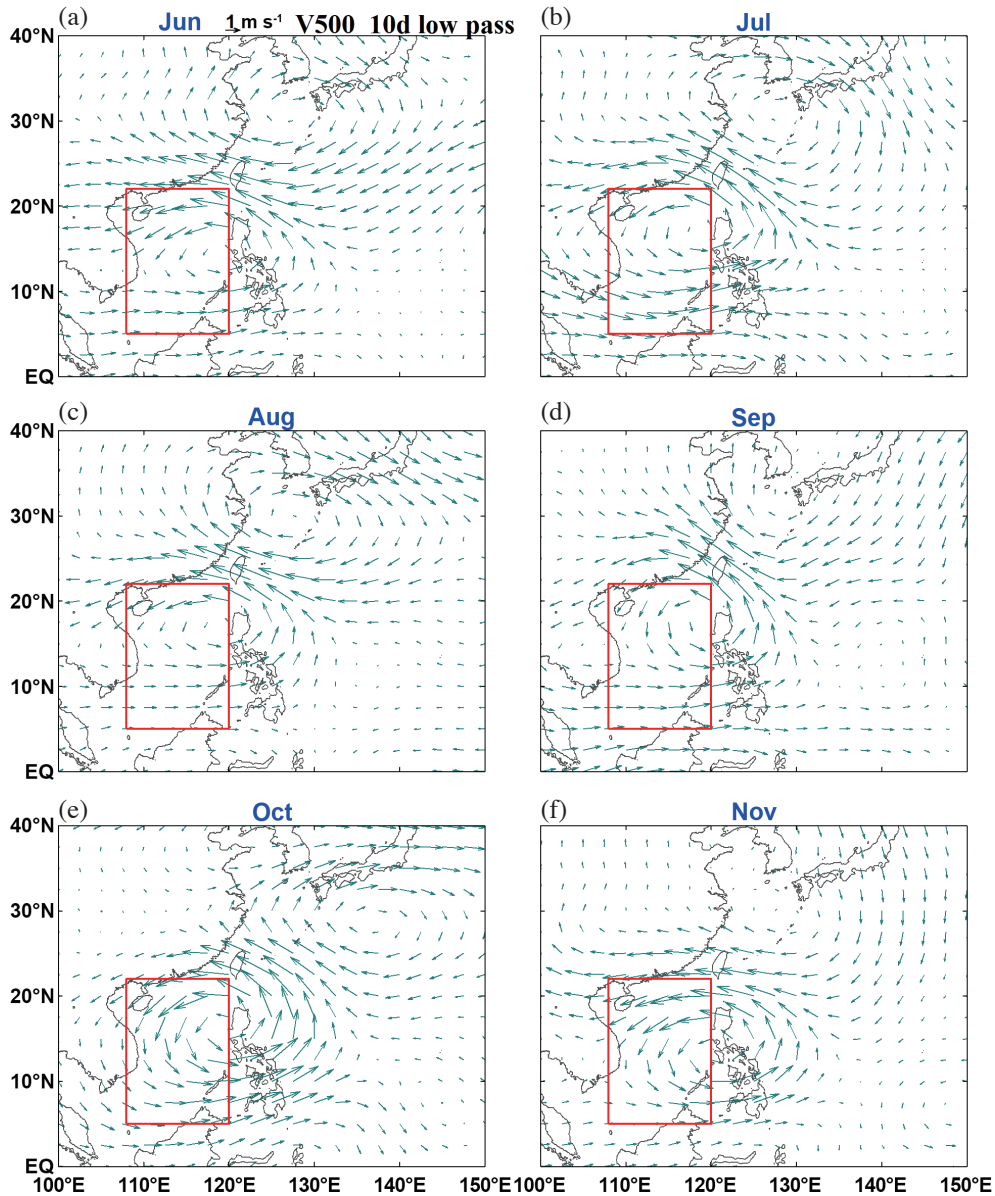 (a) Jun 1 m s-1 V500 10d low pass (b) Jul
40°N
30°N
20°N
10°N
EQ
(c) Aug (d) Sep
40°N
30°N
20°N
10°N
EQ
(e) Oct (f) Nov
40°N
30°N
20°N
10°N
EQ
100°E 110°E 120°E 130°E 140°E 150°E 100°E 110°E 120°E 130°E 140°E 150°E